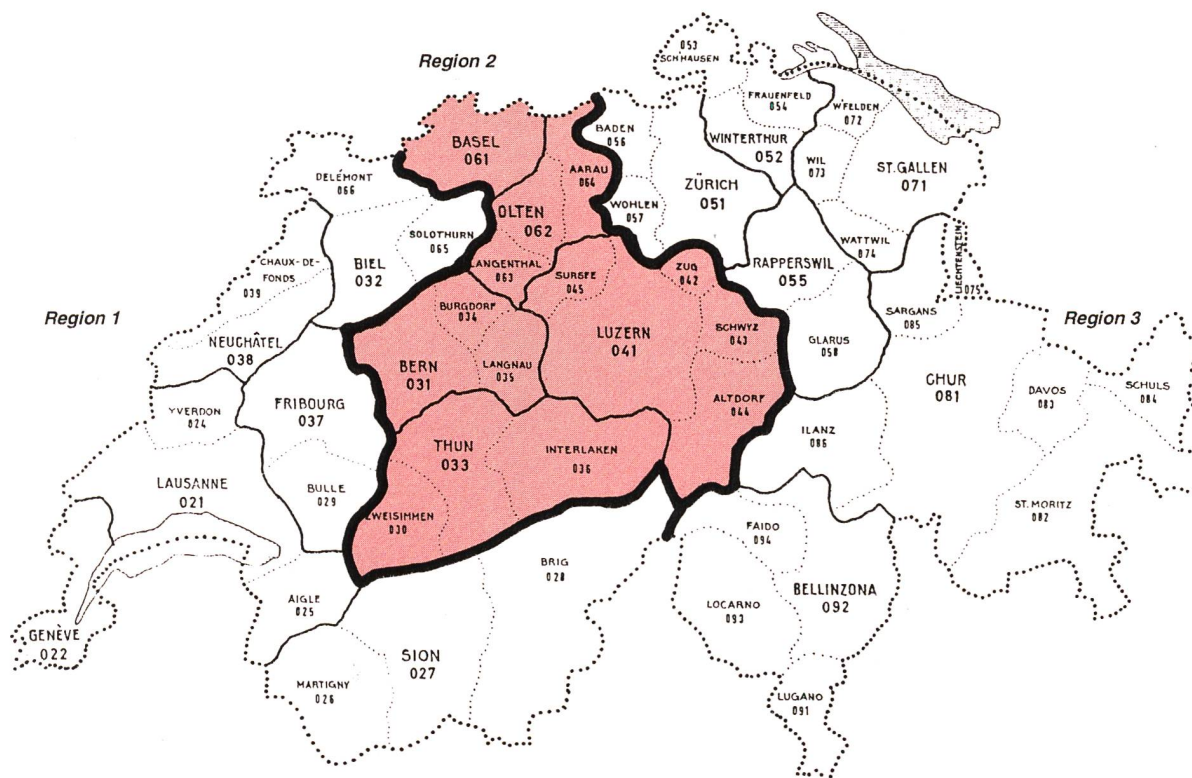 Region 2
053
SCH'HAUSEN
FRAUENFELD
054
W'FELDEN
072
BASEL
061
BADEN
056
WINTERTHUR
052
WIL
073
ST. GALLEN
071
DELÉMONT
066
AARAU
064
ZÜRICH
051
WOHLEN
057
OLTEN
062
SOLOTHURN
065
WATTWIL
074
LIECHTENSTEIN
075
CHAUX-DE-
FONDS
039
BIEL
032
LANGENTHAL
063
SURSEE
045
ZUG
042
RAPPERSWIL
055
SARGANS
085
Region 1
Region 3
BURGDORF
034
NEUCHÂTEL
038
LUZERN
041
SCHWYZ
043
GLARUS
058
BERN
031
LANGNAU
035
CHUR
081
DAVOS
083
SCHULS
084
YVERDON
024
FRIBOURG
037
ALTDORF
044
ILANZ
086
THUN
033
INTERLAKEN
036
LAUSANNE
021
BULLE
029
ZWEISIMMEN
030
ST. MORITZ
082
FAIDO
094
BRIG
028
BELLINZONA
092
AIGLE
025
LOCARNO
093
GENÈVE
022
SION
027
MARTIGNY
026
LUGANO
091